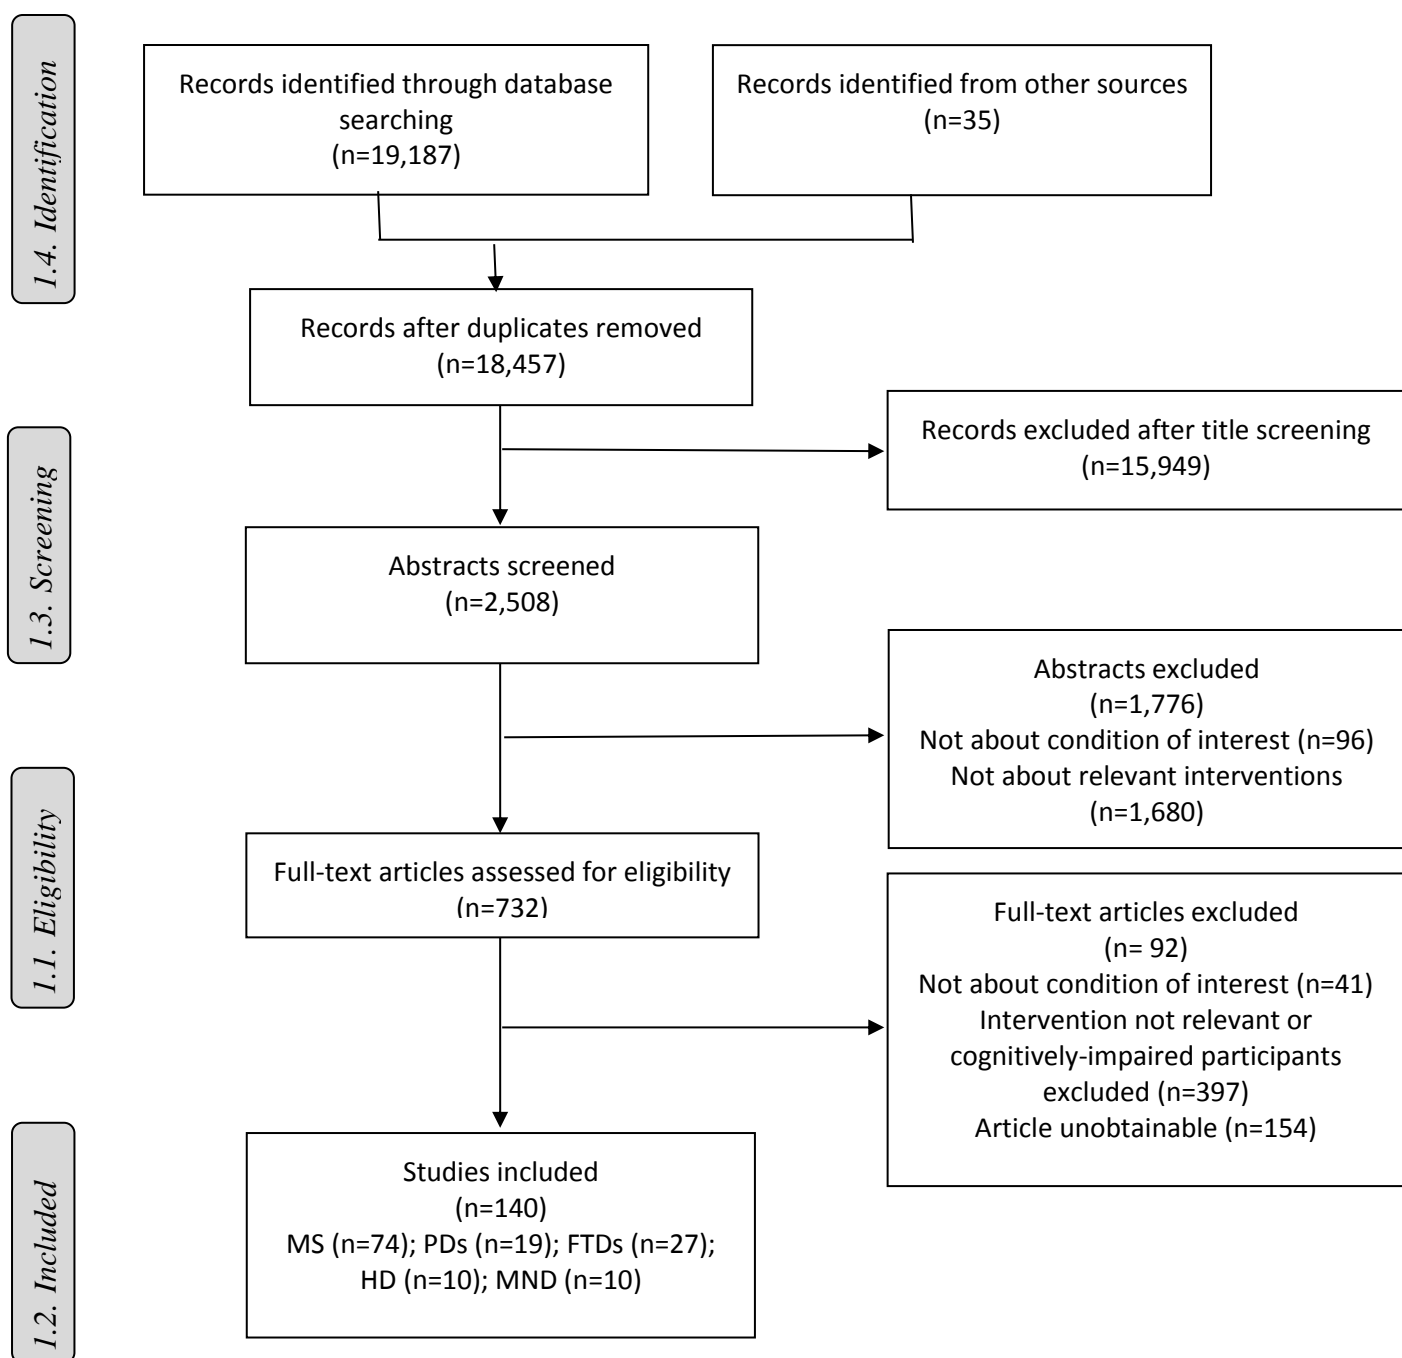 1.4. Identification
Records identified through database
searching
(n=19,187)
Records identified from other sources
(n=35)
Records after duplicates removed
(n=18,457)
Records excluded after title screening
(n=15,949)
1.3. Screening
Abstracts screened
(n=2,508)
Abstracts excluded
(n=1,776)
Not about condition of interest (n=96)
Not about relevant interventions
(n=1,680)
1.1. Eligibility
Full-text articles assessed for eligibility
(n=732)
Full-text articles excluded
(n= 92)
Not about condition of interest (n=41)
Intervention not relevant or
cognitively-impaired participants
excluded (n=397)
Article unobtainable (n=154)
1.2. Included
Studies included
(n=140)
MS (n=74); PDs (n=19); FTDs (n=27);
HD (n=10); MND (n=10)